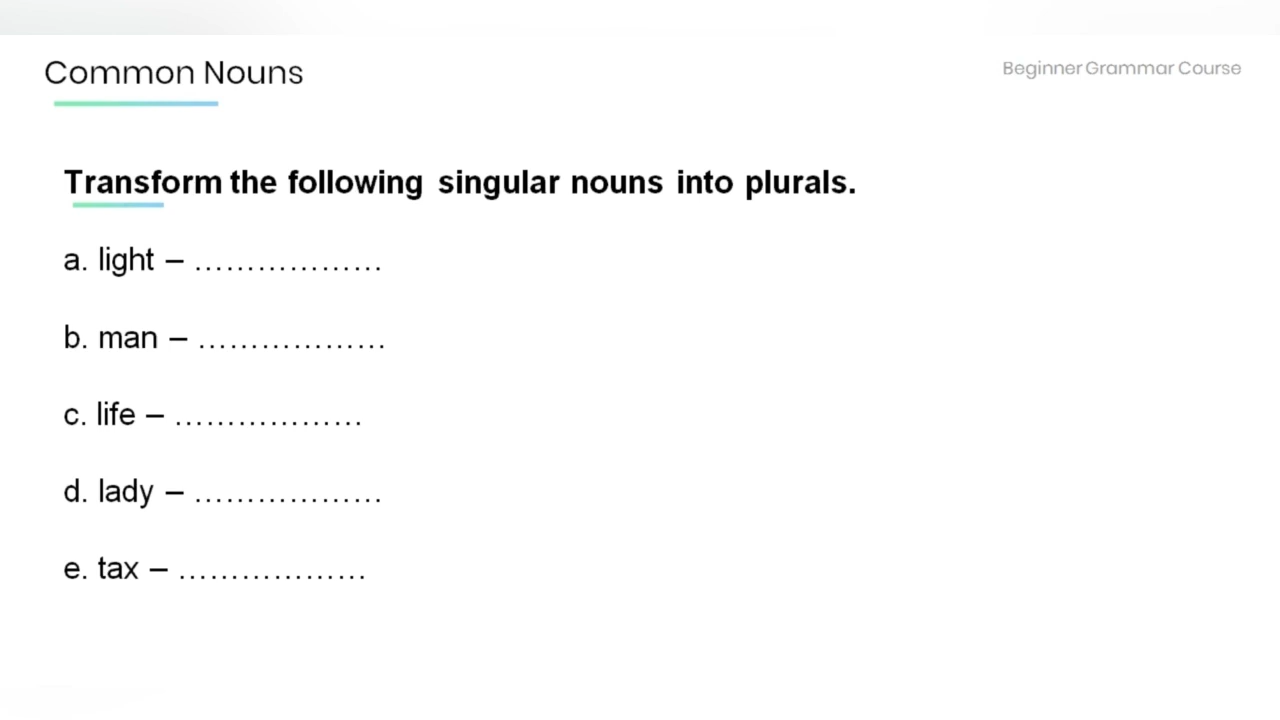 Common Nouns
Beginner Grammar Course
Transform the following singular nouns into plurals.
a. light – ………………
b. man – ………………
c. life – ………………
d. lady – ………………
e. tax – ………………